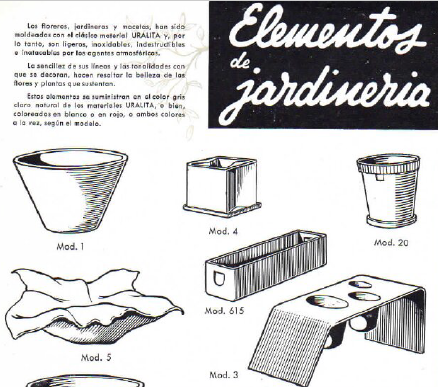 Los floreros, jardineras y macetas, han sido
moldeados con el clásico material URALITA y, por
lo tanto, son ligeros, inoxidables, indestructibles
e inatacables por los agentes atmosféricos.
La sencillez de sus líneas y las tonalidades con
que se decoran, hacen resaltar la belleza de las
flores y plantas que sustentan.
Estos elementos se suministran en el color gris
claro natural de los materiales URALITA, o bien,
coloreados en blanco o en rojo, o ambos colores
a la vez, según el modelo.
Elementos
de
jardineria
Mod. 1
Mod. 4
Mod. 20
Mod. 615
Mod. 5
Mod. 3